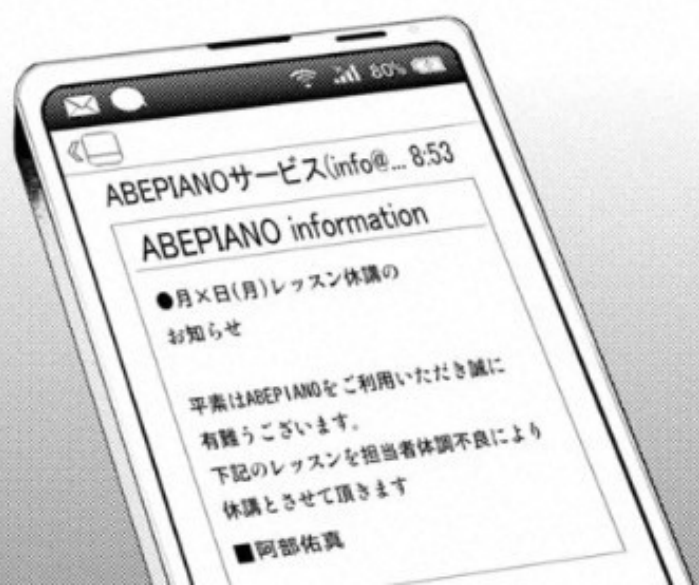 80%
ABEPIANOサービス(info@... 8:53
ABEPIANO information
●月×日(月)レッスン休講の
お知らせ
平素はABEPIANOをご利用いただき誠に
有難うございます。
下記のレッスンを担当者体調不良により
休講とさせて頂きます
■阿部佑真